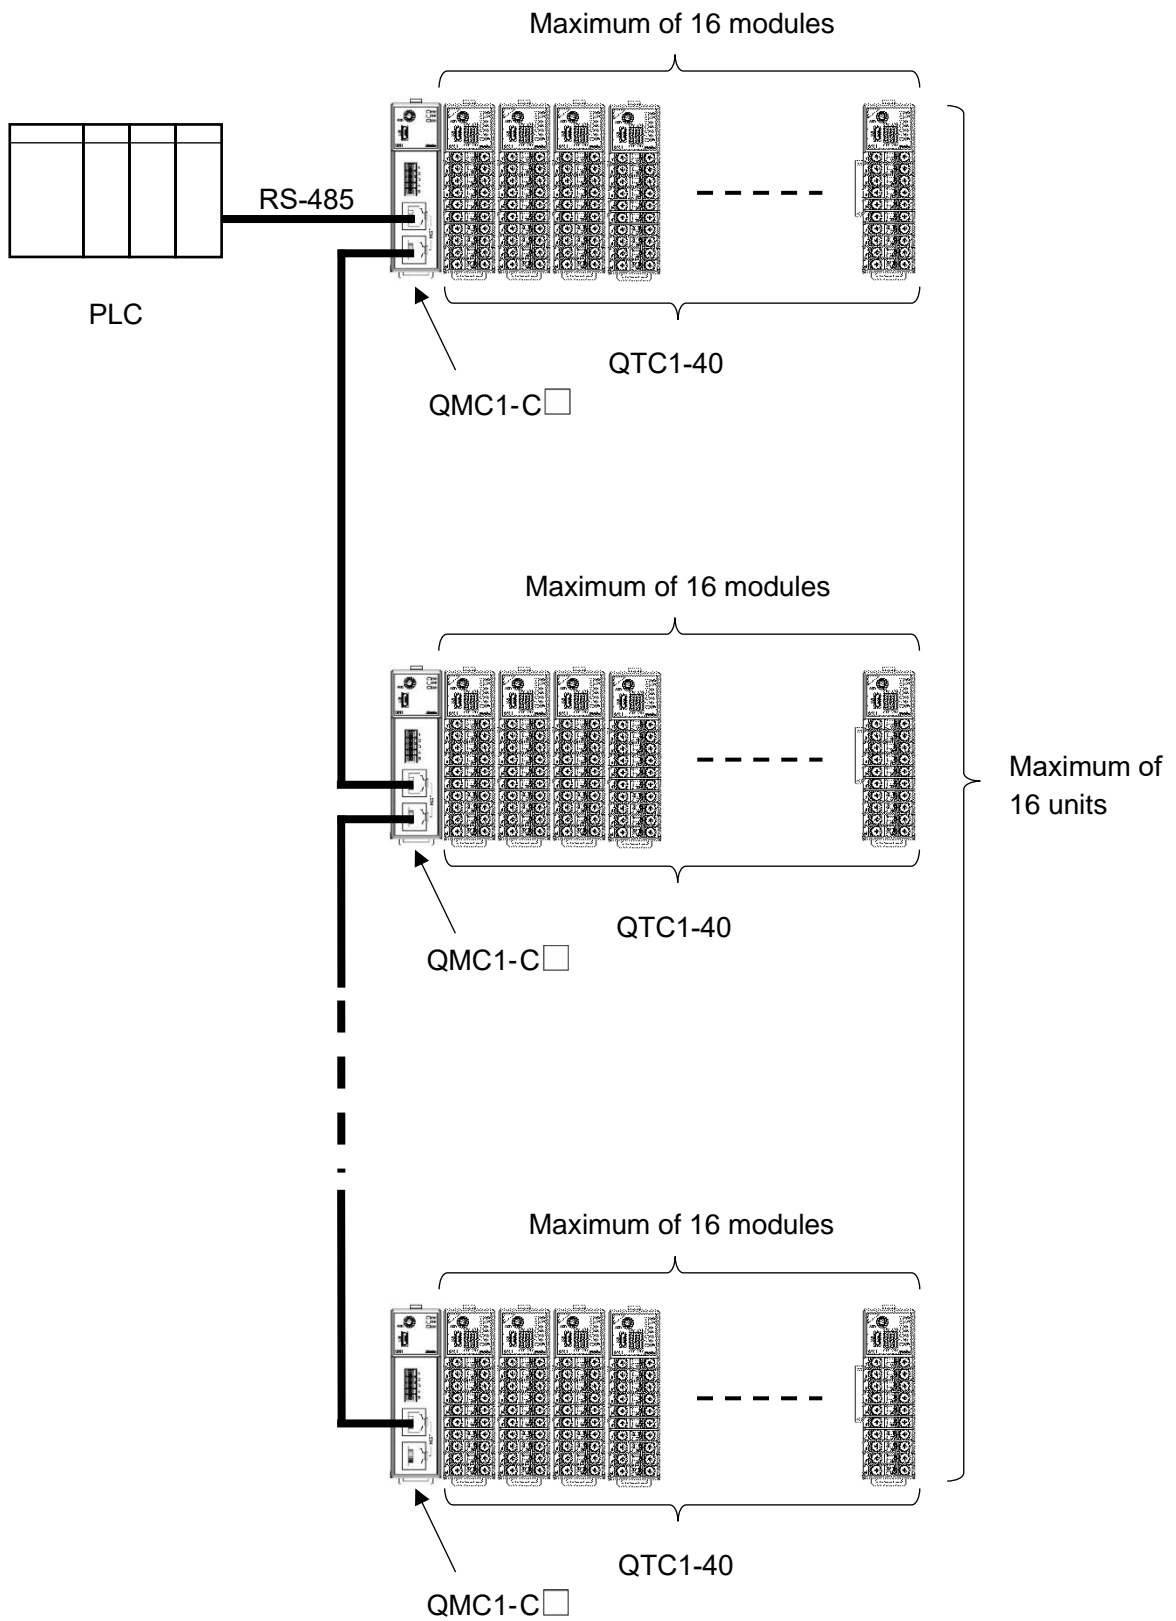 Maximum of 16 modules
RS-485
PLC
QTC1-40
QMC1-C□
Maximum of 16 modules
Maximum of
16 units
QTC1-40
QMC1-C□
Maximum of 16 modules
QTC1-40
QMC1-C□